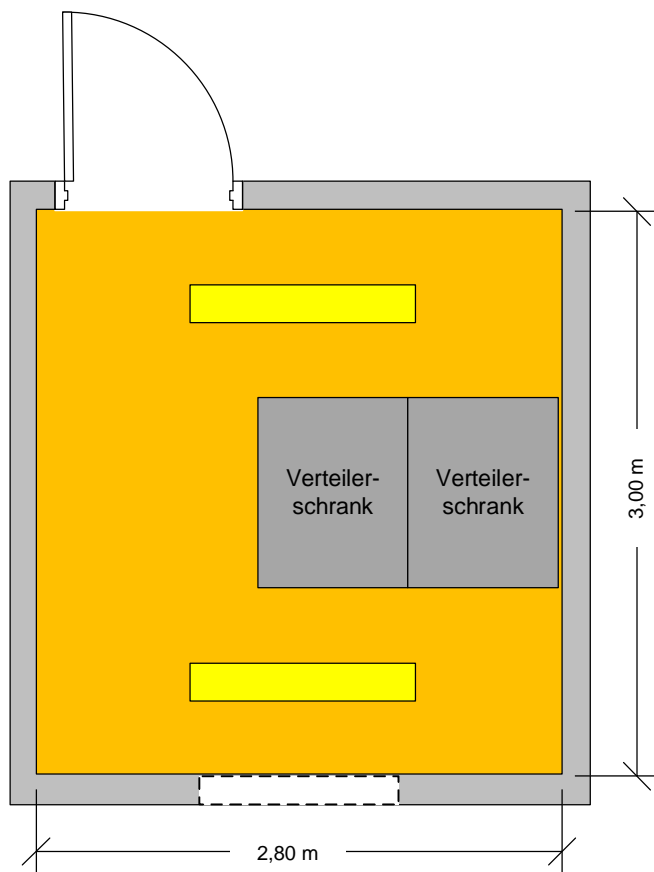 Verteiler-
schrank
Verteiler-
schrank
3,00 m
2,80 m